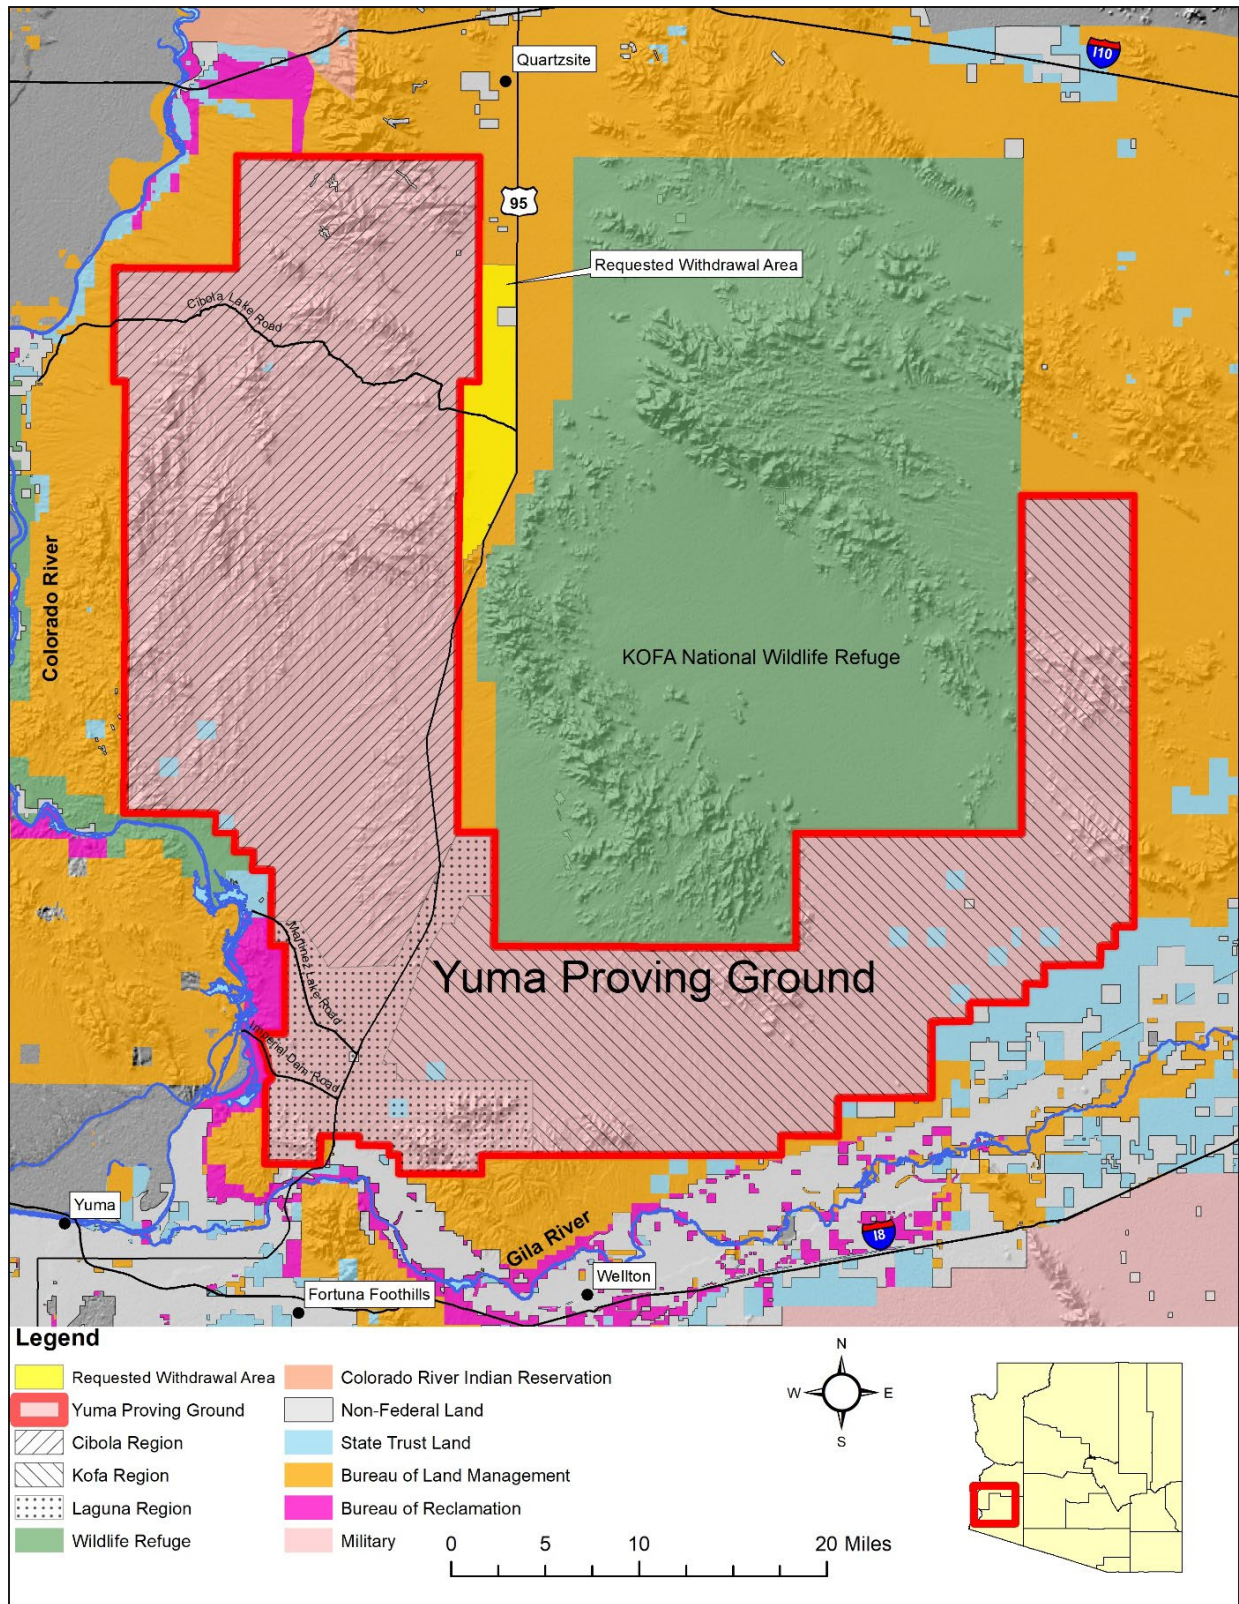 Quartzsite
I10
95
Requested Withdrawal Area
Cibola Lake Road
Colorado River
KOFA National Wildlife Refuge
Yuma Proving Ground
Martinez Lake Road
Imperial Dam Road
Yuma
Gila River
I8
Wellton
Fortuna Foothills
Legend
Requested Withdrawal Area
Yuma Proving Ground
Cibola Region
Kofa Region
Laguna Region
Wildlife Refuge
Colorado River Indian Reservation
Non-Federal Land
State Trust Land
Bureau of Land Management
Bureau of Reclamation
Military
N
W E
S
0 5 10 20 Miles